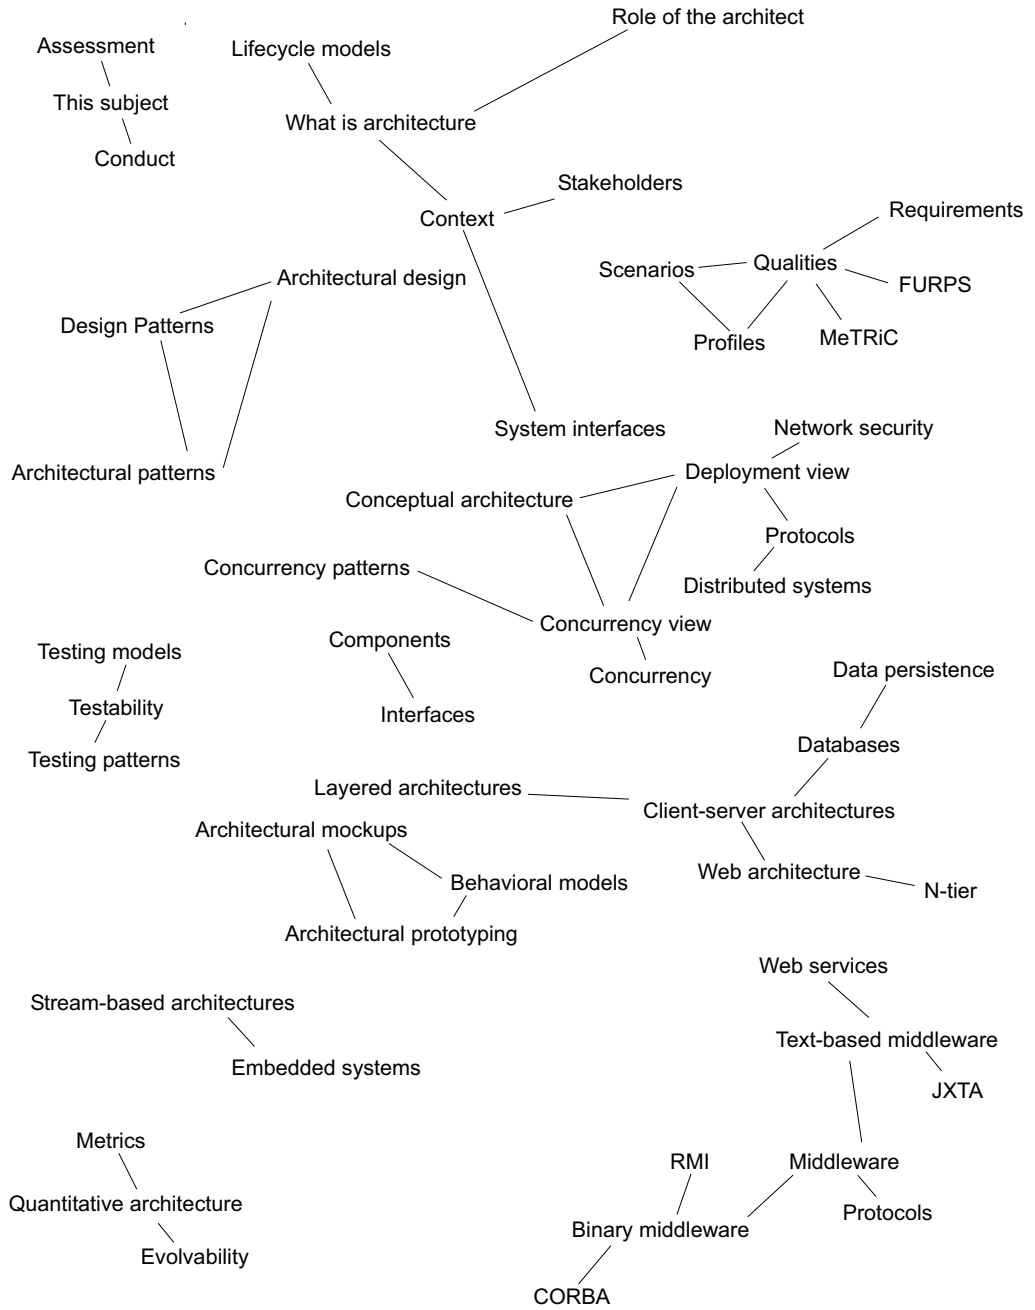 Role of the architect
Assessment
Lifecycle models
This subject
What is architecture
Conduct
Stakeholders
Context
Requirements
Scenarios
Qualities
Architectural design
FURPS
Design Patterns
Profiles
MeTRiC
System interfaces
Network security
Architectural patterns
Deployment view
Conceptual architecture
Protocols
Concurrency patterns
Distributed systems
Concurrency view
Components
Testing models
Data persistence
Concurrency
Testability
Interfaces
Databases
Testing patterns
Layered architectures
Client-server architectures
Architectural mockups
Web architecture
Behavioral models
N-tier
Architectural prototyping
Web services
Stream-based architectures
Text-based middleware
Embedded systems
JXTA
Metrics
RMI
Middleware
Quantitative architecture
Protocols
Binary middleware
Evolvability
CORBA